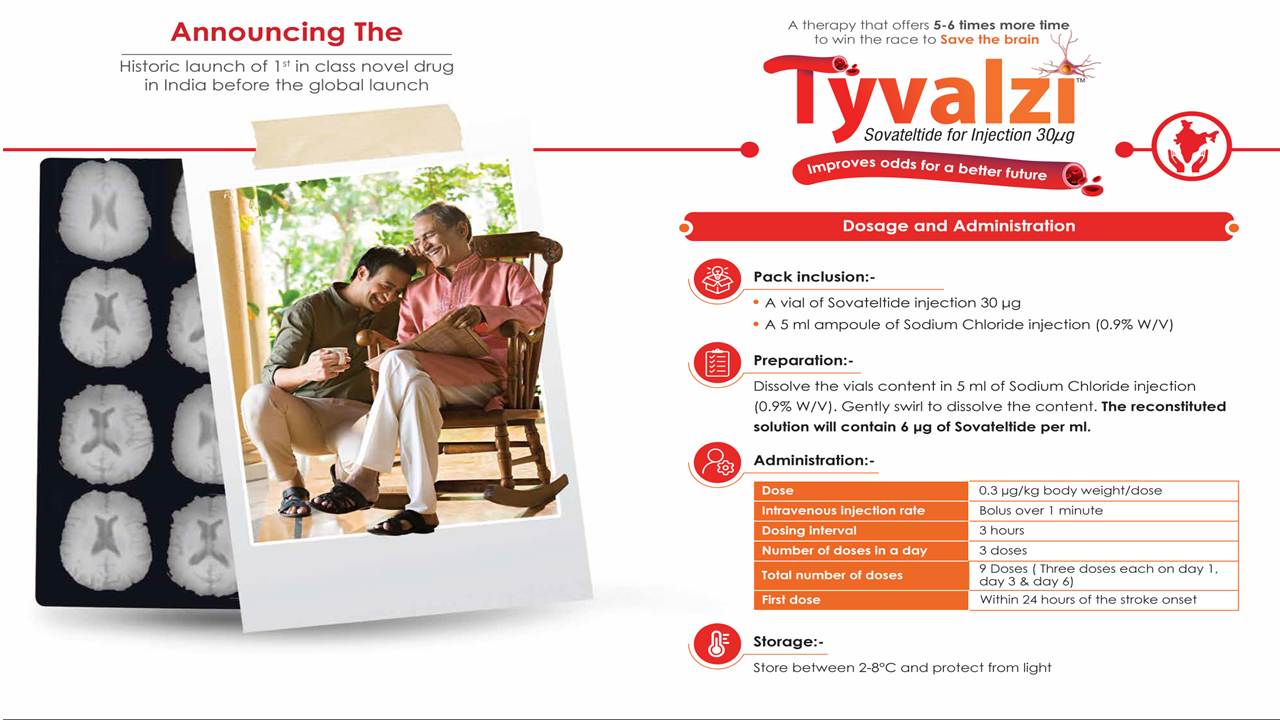 Announcing The
Historic launch of 1st in class novel drug
in India before the global launch
A therapy that offers 5-6 times more time
to win the race to Save the brain
Tyvalzi™
Sovateltide for Injection 30µg
Improves odds for a better future
Dosage and Administration
Pack inclusion:-
• A vial of Sovateltide injection 30 µg
• A 5 ml ampoule of Sodium Chloride injection (0.9% W/V)
Preparation:-
Dissolve the vials content in 5 ml of Sodium Chloride injection
(0.9% W/V). Gently swirl to dissolve the content. The reconstituted
solution will contain 6 µg of Sovateltide per ml.
Administration:-
Dose 0.3 µg/kg body weight/dose
Intravenous injection rate Bolus over 1 minute
Dosing interval 3 hours
Number of doses in a day 3 doses
Total number of doses 9 Doses ( Three doses each on day 1,
day 3 & day 6)
First dose Within 24 hours of the stroke onset
Storage:-
Store between 2-8°C and protect from light